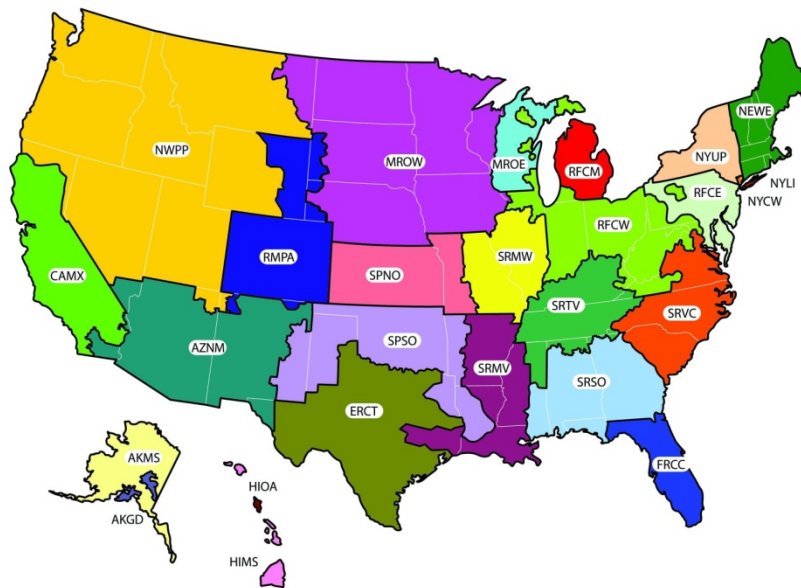 NEWE
NYUP
NWPP
MROW
MROE
RFCM
NYLI
NYCW
RFCE
RFCW
SRMW
RMPA
SPNO
CAMX
SRTV
SRVC
AZNM
SPSO
SRMV
SRSO
ERCT
AKMS
FRCC
HIOA
AKGD
HIMS